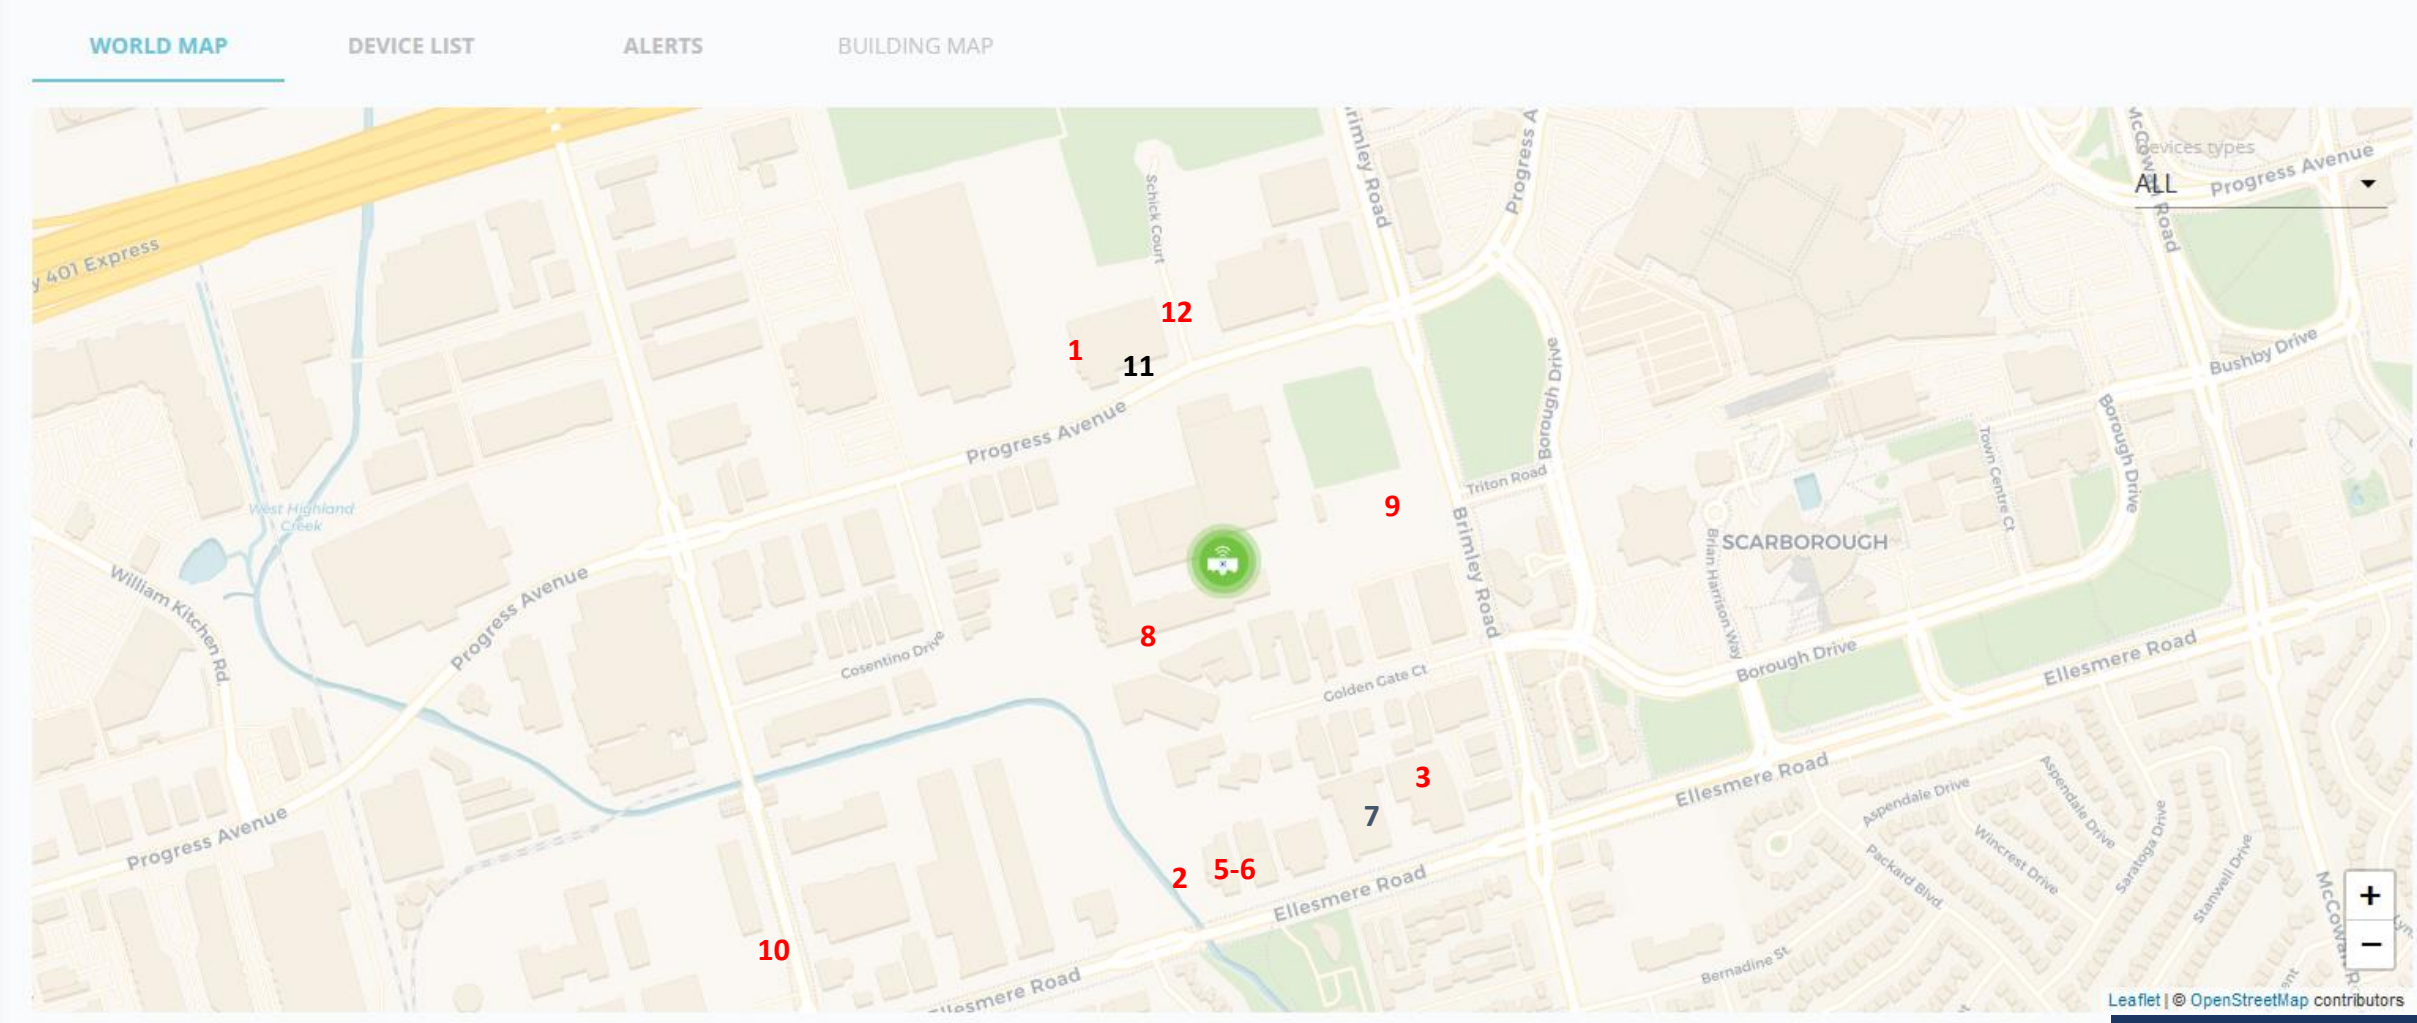 WORLD MAP DEVICE LIST ALERTS BUILDING MAP
Devices types
ALL
y 401 Express
Schick Court
rimley Road
Progress A
McCowan Road
Progress Avenue
Bushby Drive
12
1
11
Progress Avenue
Borough Drive
Triton Road
9
Brimley Road
Town Centre Ct
Borough Drive
West Highland
Creek
William Kitchen Rd.
Progress Avenue
SCARBOROUGH
Brian Harrison Way
8
Cosentino Drive
Golden Gate Ct
Borough Drive
Ellesmere Road
3
7
Ellesmere Road
Aspendale Drive
Aspendale Drive
Progress Avenue
2
5-6
Ellesmere Road
Packard Blvd.
Wincrest Drive
Saratoga Drive
Stanwell Drive
10
llesmere Road
Bernadine St
McCowan R
ent
+
−
Leaflet | © OpenStreetMap contributors